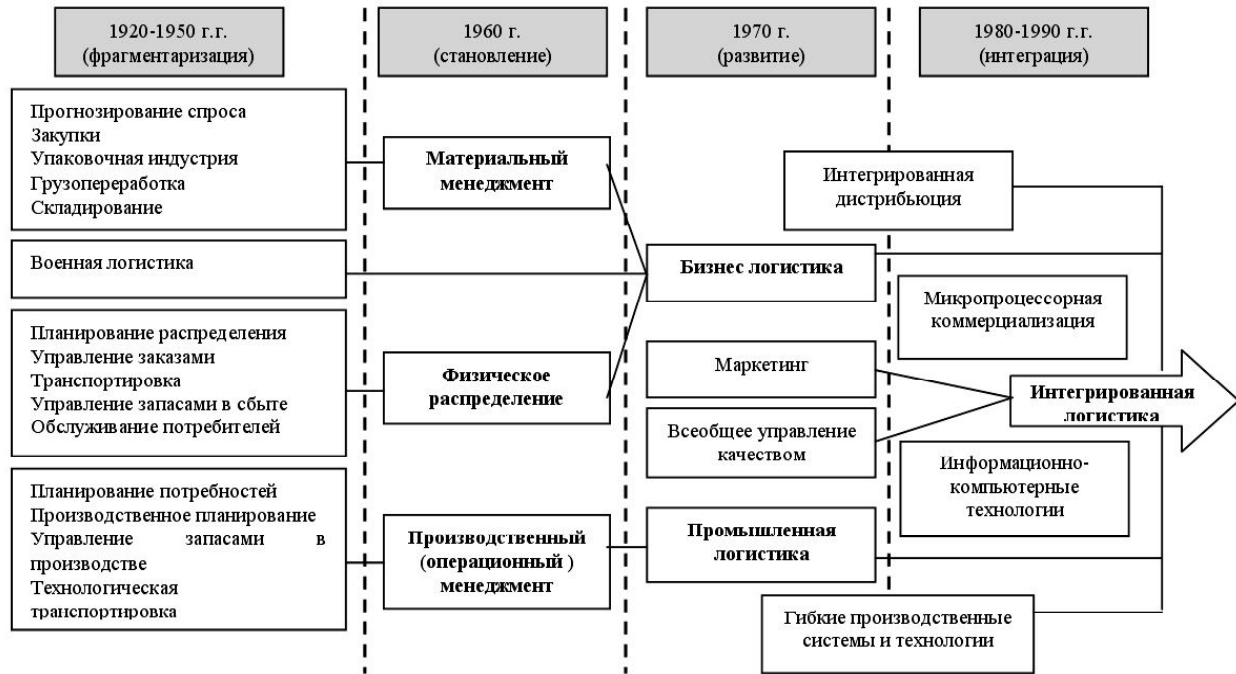 1920-1950 г.г.
(фрагментаризация)
1960 г.
(становление)
1970 г.
(развитие)
1980-1990 г.г.
(интеграция)
Прогнозирование спроса
Закупки
Упаковочная индустрия
Грузопереработка
Складирование
Материальный
менеджмент
Интегрированная
дистрибьюция
Военная логистика
Бизнес логистика
Микропроцессорная
коммерциализация
Планирование распределения
Управление заказами
Транспортировка
Управление запасами в сбыте
Обслуживание потребителей
Физическое
распределение
Маркетинг
Всеобщее управление
качеством
Интегрированная
логистика
Информационно-
компьютерные
технологии
Планирование потребностей
Производственное планирование
Управление запасами в
производстве
Технологическая
транспортировка
Производственный
(операционный )
менеджмент
Промышленная
логистика
Гибкие производственные
системы и технологии